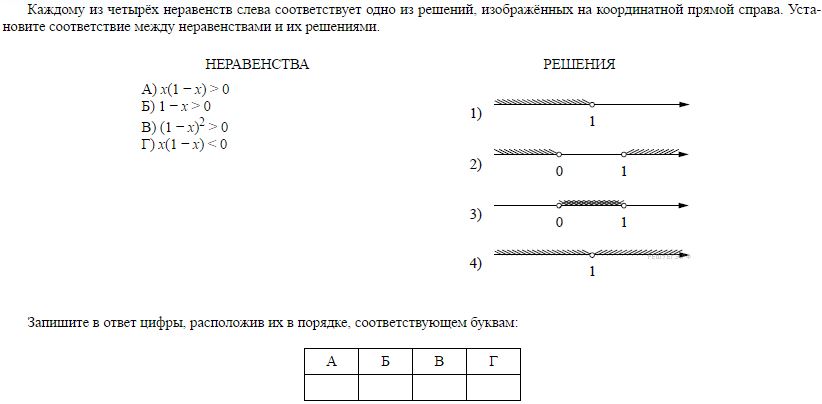 Каждому из четырёх неравенств слева соответствует одно из решений, изображённых на координатной прямой справа. Уста-
новите соответствие между неравенствами и их решениями.
НЕРАВЕНСТВА
РЕШЕНИЯ
А) x(1 − x) > 0
Б) 1 − x > 0
В) (1 − x)² > 0
Г) x(1 − x) < 0
1)
1
2)
0 1
3)
0 1
4)
1
Запишите в ответ цифры, расположив их в порядке, соответствующем буквам:
А Б В Г